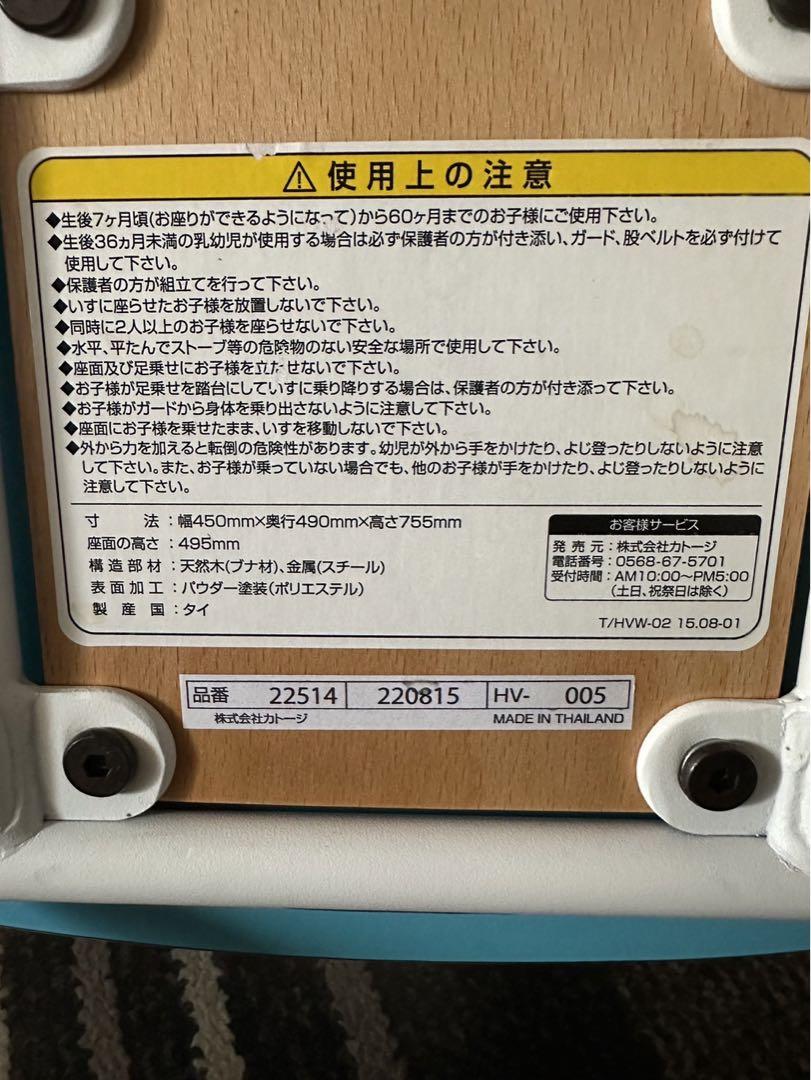 ⚠使用上の注意
◆生後7ヶ月頃(お座りができるようになって)から60ヶ月までのお子様にご使用下さい。
◆生後36ヵ月未満の乳幼児が使用する場合は必ず保護者の方が付き添い、ガード、股ベルトを必ず付けて
使用して下さい。
◆保護者の方が組立てを行って下さい。
◆いすに座らせたお子様を放置しないで下さい。
◆同時に2人以上のお子様を座らせないで下さい。
◆水平、平たんでストーブ等の危険物のない安全な場所で使用して下さい。
◆座面及び足乗せにお子様を立たせないで下さい。
◆お子様が足乗せを踏台にしていすに乗り降りする場合は、保護者の方が付き添って下さい。
◆お子様がガードから身体を乗り出さないように注意して下さい。
◆座面にお子様を乗せたまま、いすを移動しないで下さい。
◆外から力を加えると転倒の危険性があります。幼児が外から手をかけたり、よじ登ったりしないように注意
して下さい。また、お子様が乗っていない場合でも、他のお子様が手をかけたり、よじ登ったりしないように
注意して下さい。
寸法:幅450mm×奥行490mm×高さ755mm
座面の高さ:495mm
構造部材:天然木(ブナ材)、金属(スチール)
表面加工:パウダー塗装(ポリエステル)
製産国:タイ
お客様サービス
発売元:株式会社カトージ
電話番号:0568-67-5701
受付時間:AM10:00~PM5:00
(土日、祝祭日は除く)
T/HVW-02 15.08-01
品番 22514 220815 HV- 005
株式会社カトージ MADE IN THAILAND